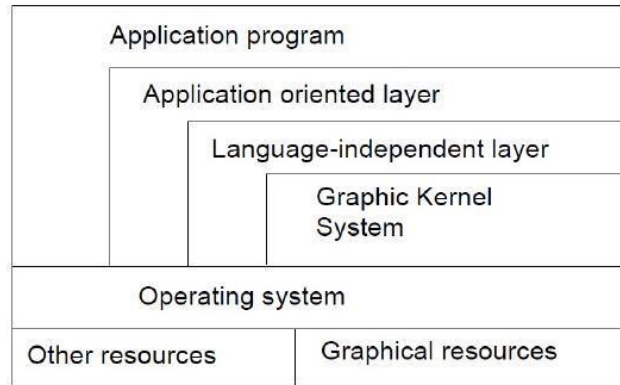 Application program
Application oriented layer
Language-independent layer
Graphic Kernel
System
Operating system
Other resources
Graphical resources